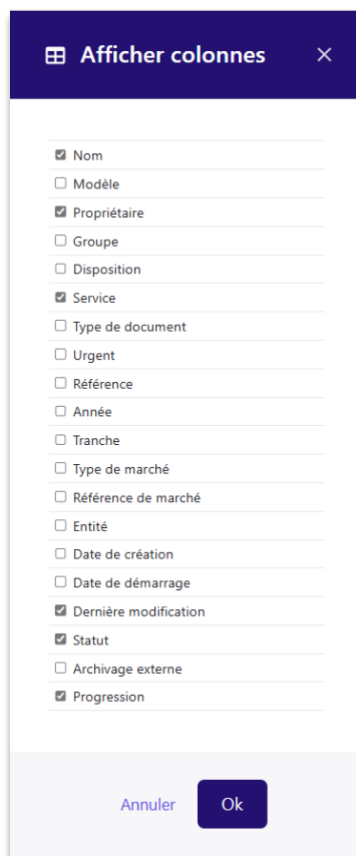 Afficher colonnes
Nom
Modèle
Propriétaire
Groupe
Disposition
Service
Type de document
Urgent
Référence
Année
Tranche
Type de marché
Référence de marché
Entité
Date de création
Date de démarrage
Dernière modification
Statut
Archivage externe
Progression
Annuler
Ok